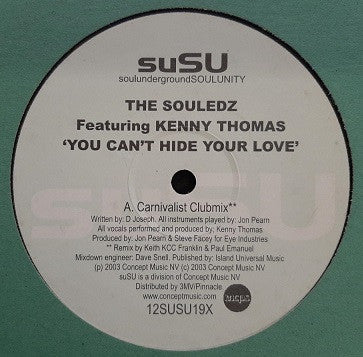 suSU
soulundergroundSOULUNITY
THE SOULEDZ
Featuring KENNY THOMAS
‘YOU CAN'T HIDE YOUR LOVE’
A. Carnivalist Clubmix**
Written by: D Joseph. All instruments played by: Jon Pearn
All vocals performed and produced by, Kenny Thomas
Produced by: Jon Pearn & Steve Facey for Eye Industries
** Remix by Keith KCC Franklin & Paul Emanuel
Mixdown engineer: Dave Snell. Published by: Island Universal Music
(p) 2003 Concept Music NV (c) 2003 Concept Music NV
suSU is a division of Concept Music NV
Distributed by 3MV/Pinnacle
www.conceptmusic.com
mcps
12SUSU19X
suSU